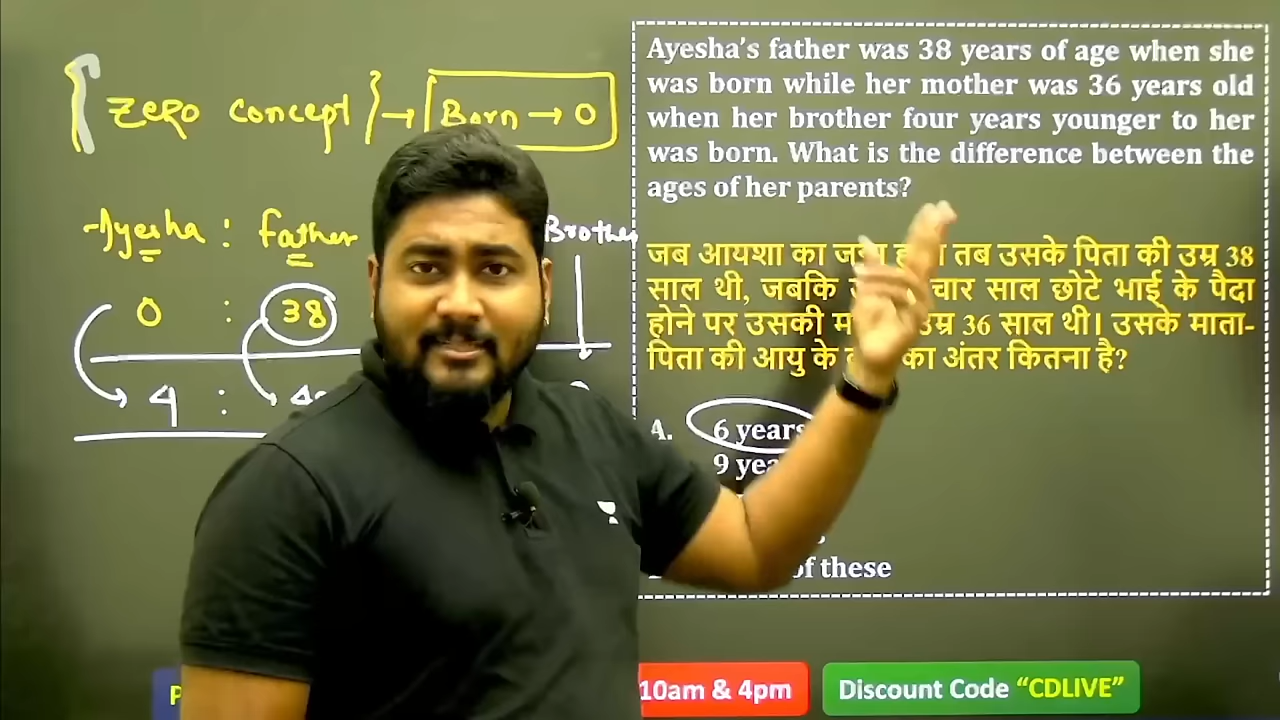 { zero concept } → Born → 0
Ayesha : father
Brother
0 : 38
4 :
Ayesha's father was 38 years of age when she
was born while her mother was 36 years old
when her brother four years younger to her
was born. What is the difference between the
ages of her parents?
जब आयशा का तब उसके पिता की उम्र 38
साल थी, जबकि चार साल छोटे भाई के पैदा
होने पर उसकी उम्र 36 साल थी। उसके माता-
पिता की आयु के का अंतर कितना है?
A. 6 years
9
of these
10am & 4pm
Discount Code “CDLIVE”